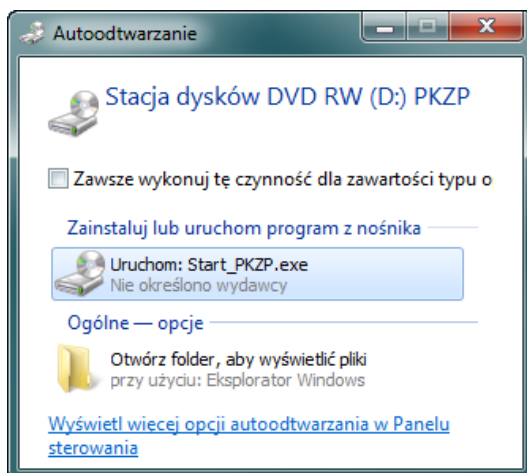 Autoodtwarzanie
Stacja dysków DVD RW (D:) PKZP
Zawsze wykonuj tę czynność dla zawartości typu o
Zainstaluj lub uruchom program z nośnika
Uruchom: Start_PKZP.exe
Nie określono wydawcy
Ogólne — opcje
Otwórz folder, aby wyświetlić pliki
przy użyciu: Eksplorator Windows
Wyświetl więcej opcji autoodtwarzania w Panelu
sterowania